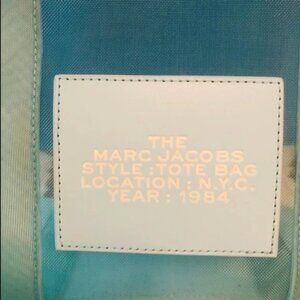 THE
MARC JACOBS
STYLE : TOTE BAG
LOCATION : N.Y.C.
YEAR : 1984